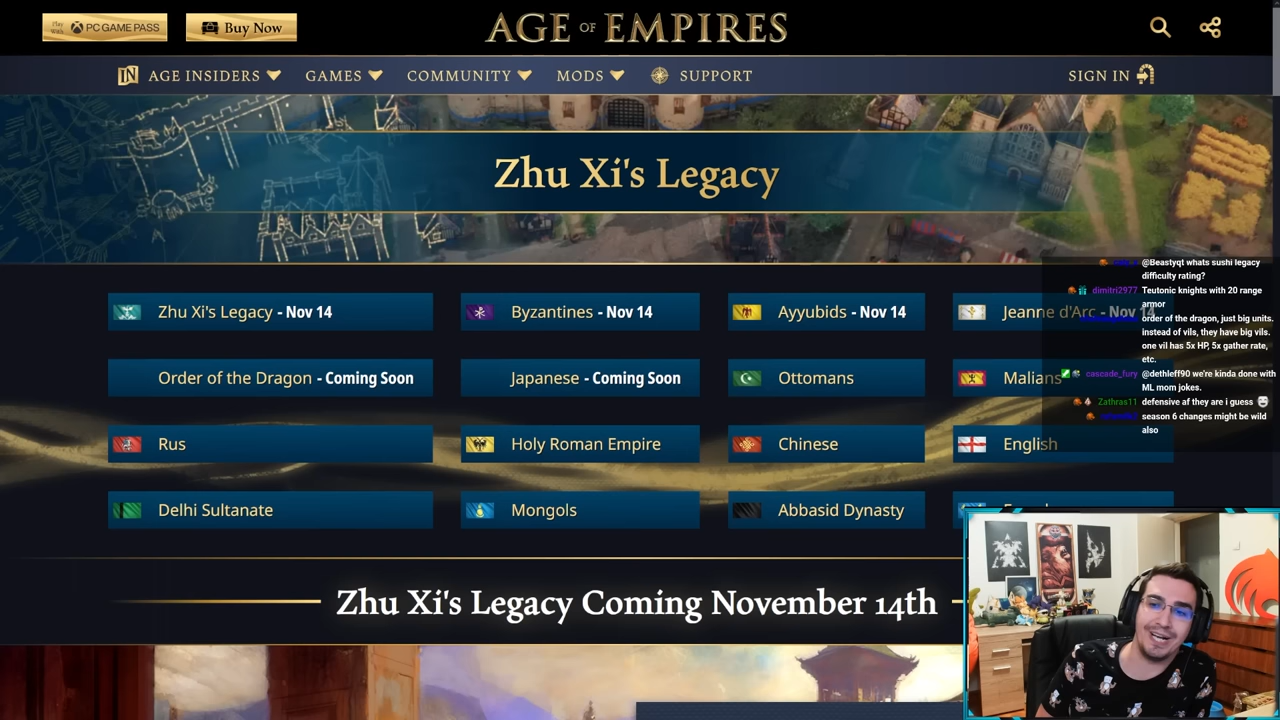 Play with
PC GAME PASS
Buy Now
AGE OF EMPIRES
IN AGE INSIDERS
GAMES
COMMUNITY
MODS
SUPPORT
SIGN IN
Zhu Xi's Legacy
Zhu Xi's Legacy - Nov 14
Byzantines - Nov 14
Ayyubids - Nov 14
Jeanne d'Arc - Nov 14
Order of the Dragon - Coming Soon
Japanese - Coming Soon
Ottomans
Malians
Rus
Holy Roman Empire
Chinese
English
Delhi Sultanate
Mongols
Abbasid Dynasty
Zhu Xi's Legacy Coming November 14th
@Beastyqt whats sushi legacy
difficulty rating?
dimitri2977 Teutonic knights with 20 range
armor
order of the dragon, just big units.
instead of vils, they have big vils.
one vil has 5x HP, 5x gather rate,
etc.
cascade_fury @dethleff90 we're kinda done with
ML mom jokes.
Zathras11 defensive af they are i guess
season 6 changes might be wild
also